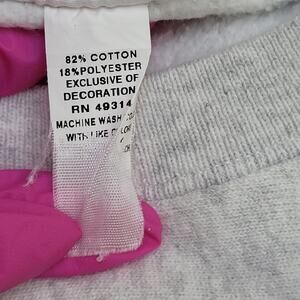 82% COTTON
18% POLYESTER
EXCLUSIVE OF
DECORATION
RN 49314
MACHINE WASH
WITH LIKE